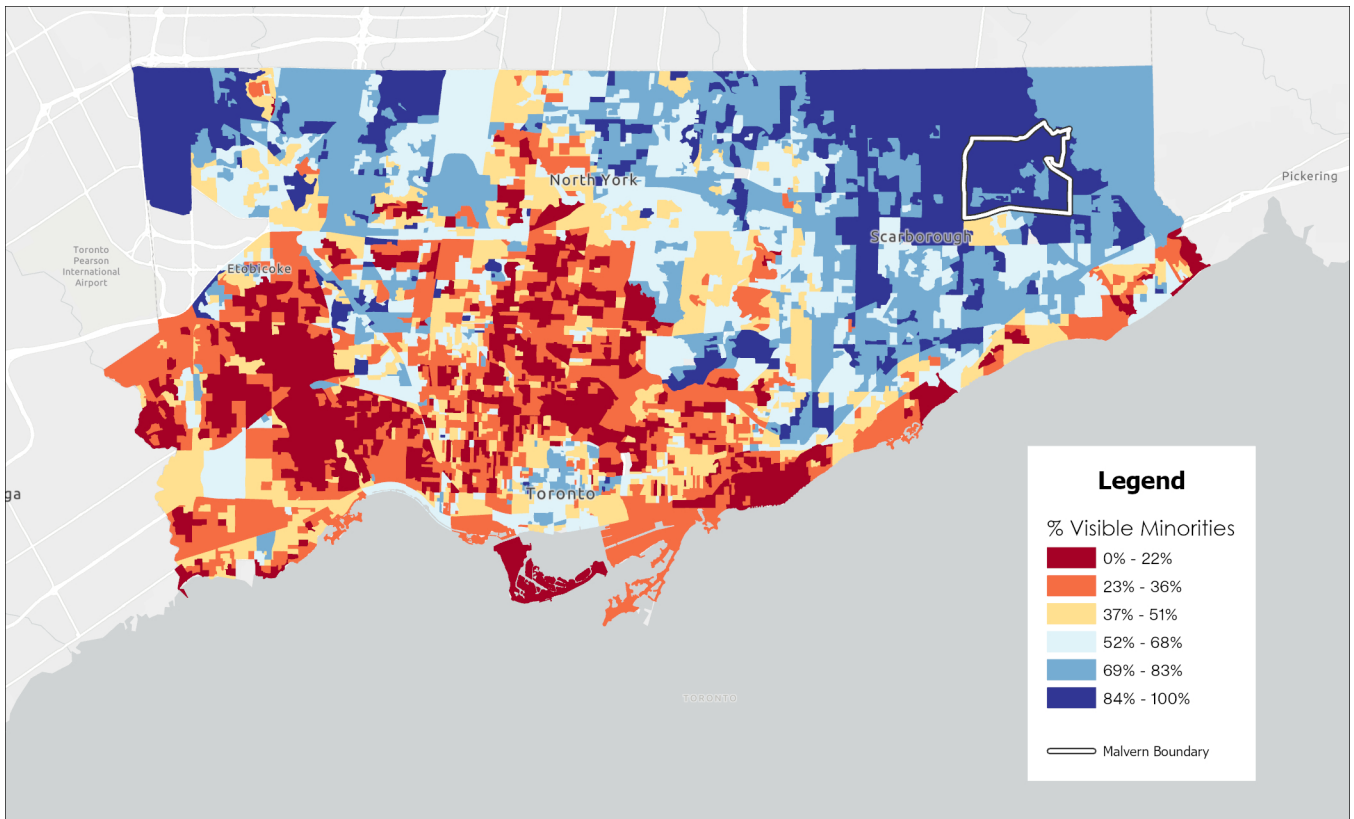 North York
Pickering
Scarborough
Toronto
Pearson
International
Airport
Etobicoke
ga
Toronto
TORONTO
Legend
% Visible Minorities
0% - 22%
23% - 36%
37% - 51%
52% - 68%
69% - 83%
84% - 100%
Malvern Boundary